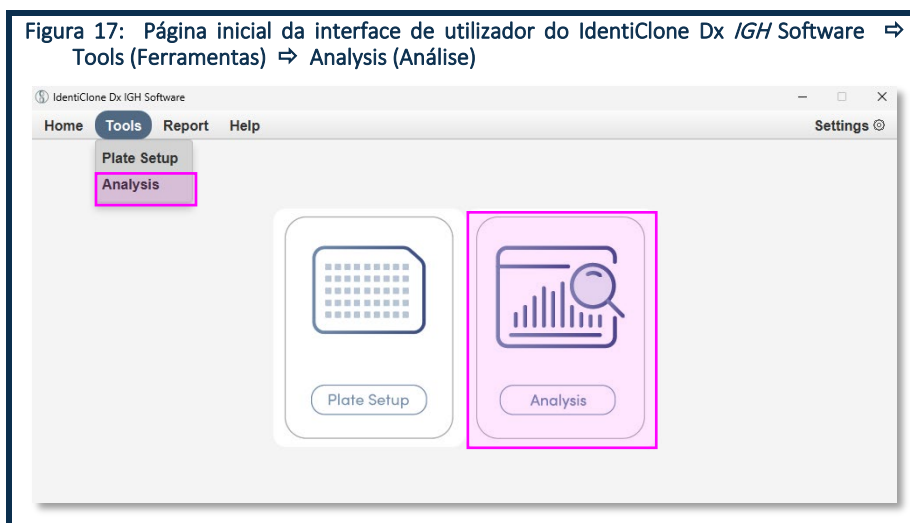 Figura 17: Página inicial da interface de utilizador do IdentiClone Dx IGH Software ⇨
Tools (Ferramentas) ⇨ Analysis (Análise)
IdentiClone Dx IGH Software
Home Tools Report Help Settings
Plate Setup
Analysis
Plate Setup Analysis